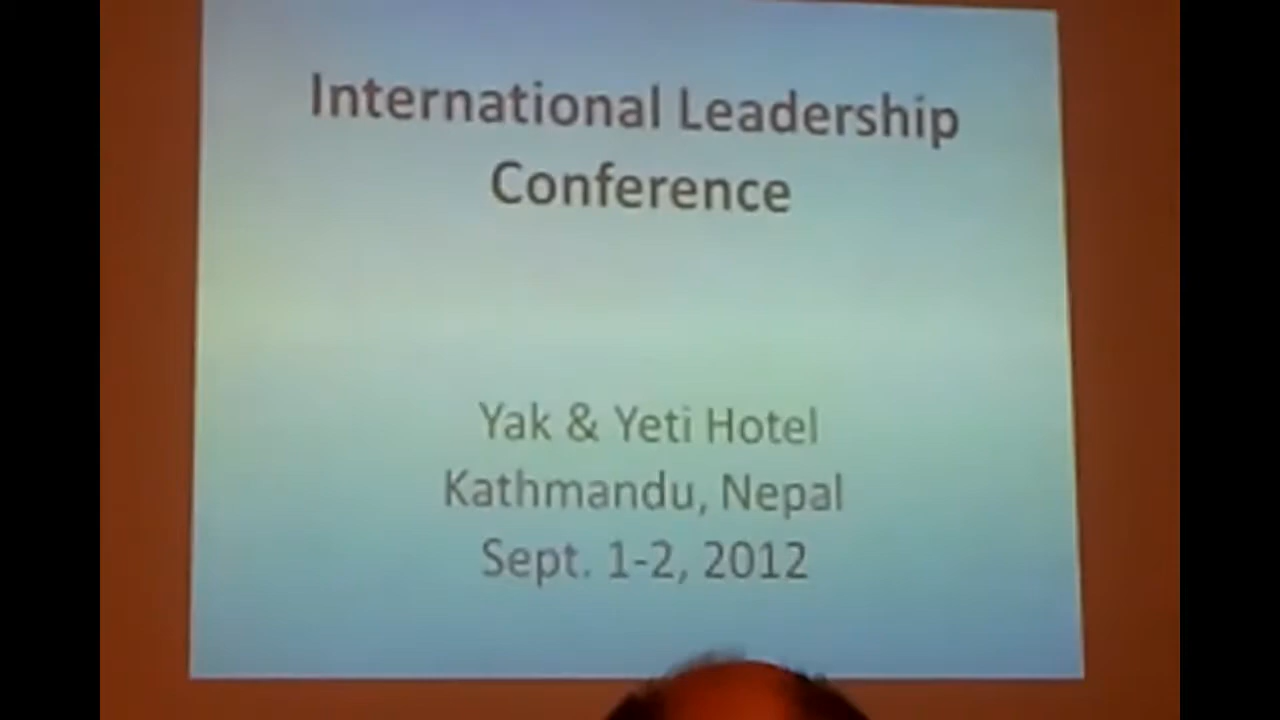 International Leadership
Conference
Yak & Yeti Hotel
Kathmandu, Nepal
Sept. 1-2, 2012